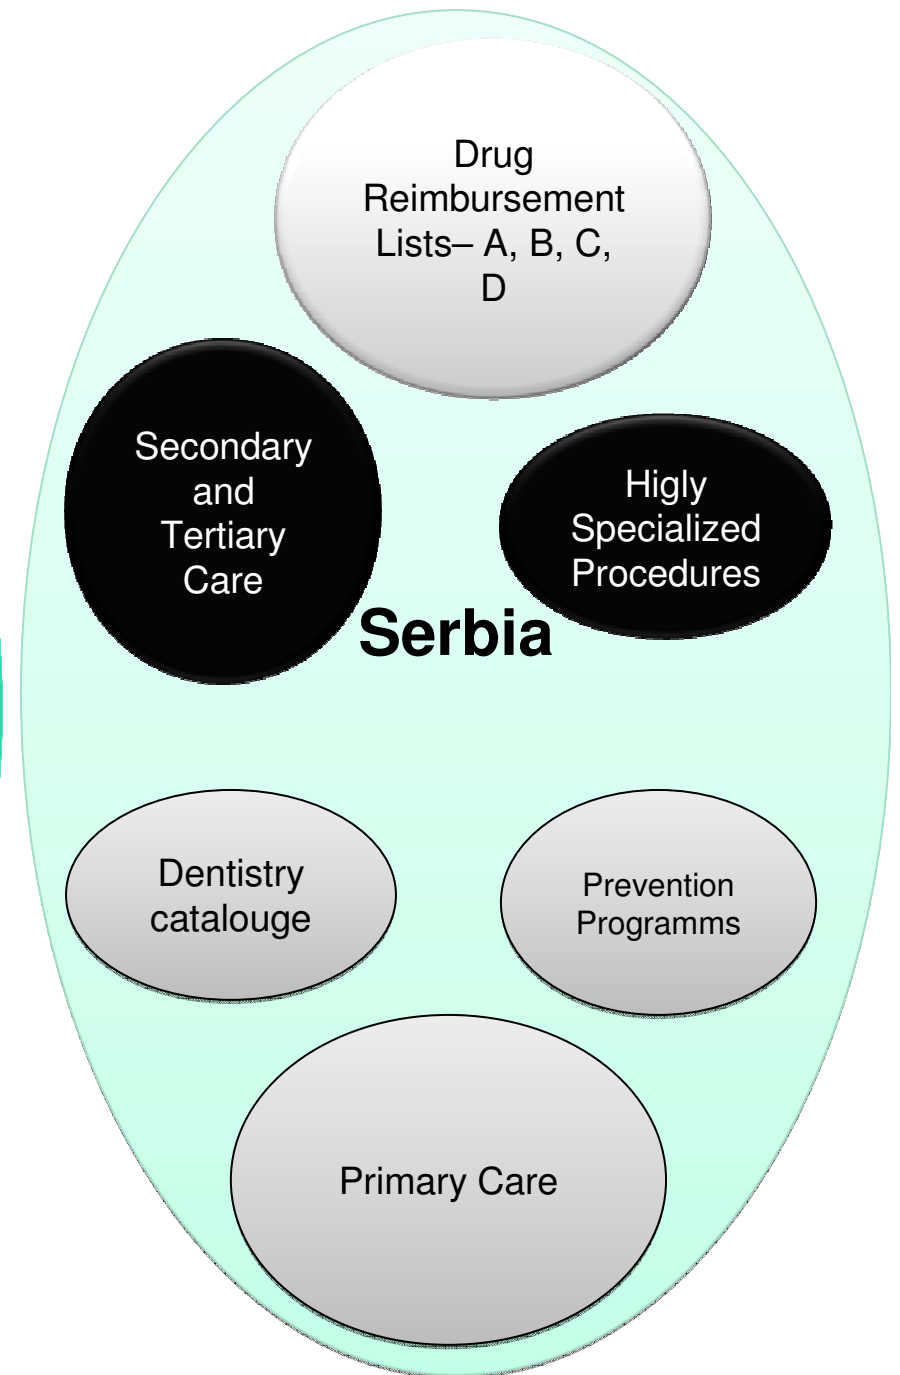 Drug
Reimbursement
Lists– A, B, C,
D
Secondary
and
Tertiary
Care
Higly
Specialized
Procedures
Serbia
Dentistry
catalouge
Prevention
Programms
Primary Care